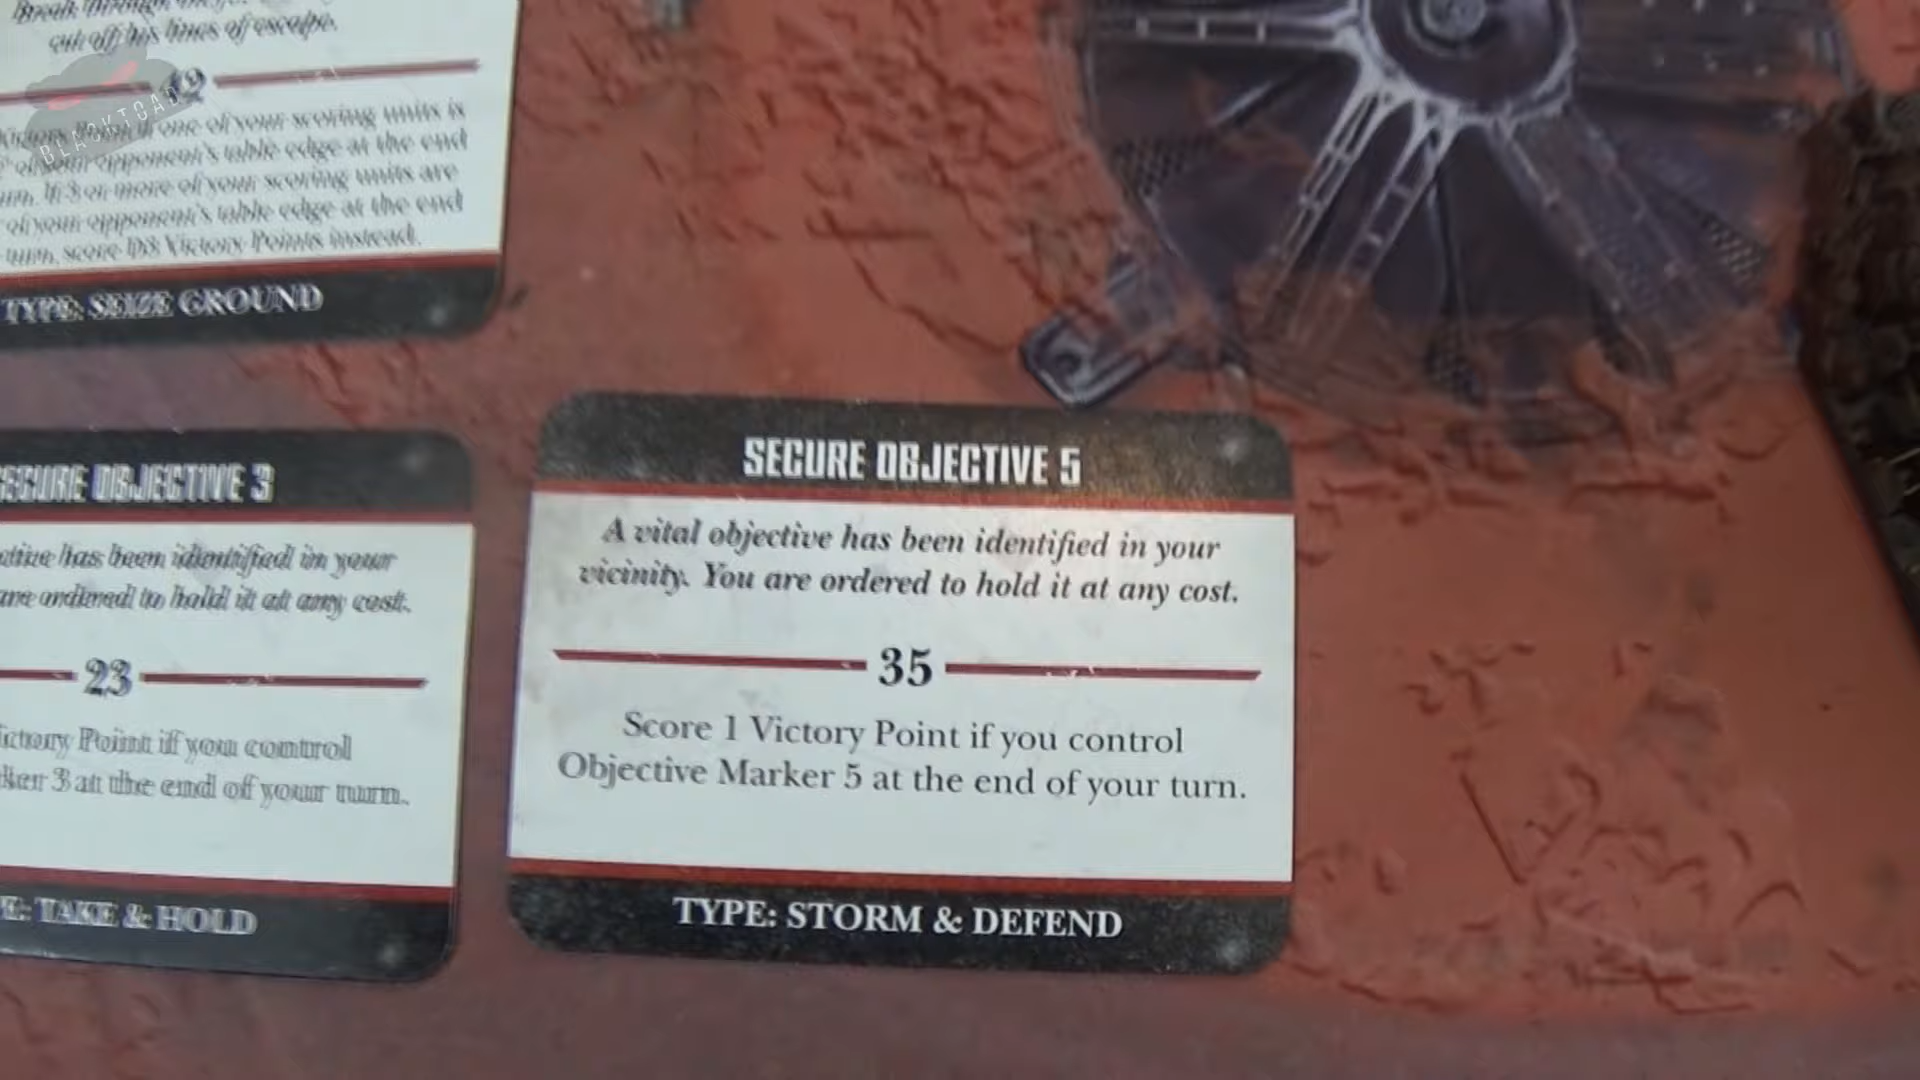 cut off his lines of escape.
BLACKTOAD
if one of your scoring units is
of your opponent's table edge at the end
If 3 or more of your scoring units are
of your opponent's table edge at the end
turn, score D3 Victory Points instead.
TYPE: SEIZE GROUND
SECURE OBJECTIVE 3
has been identified in your
are ordered to hold it at any cost.
23
Point if you control
3 at the end of your turn.
TAKE & HOLD
SECURE OBJECTIVE 5
A vital objective has been identified in your
vicinity. You are ordered to hold it at any cost.
35
Score 1 Victory Point if you control
Objective Marker 5 at the end of your turn.
TYPE: STORM & DEFEND